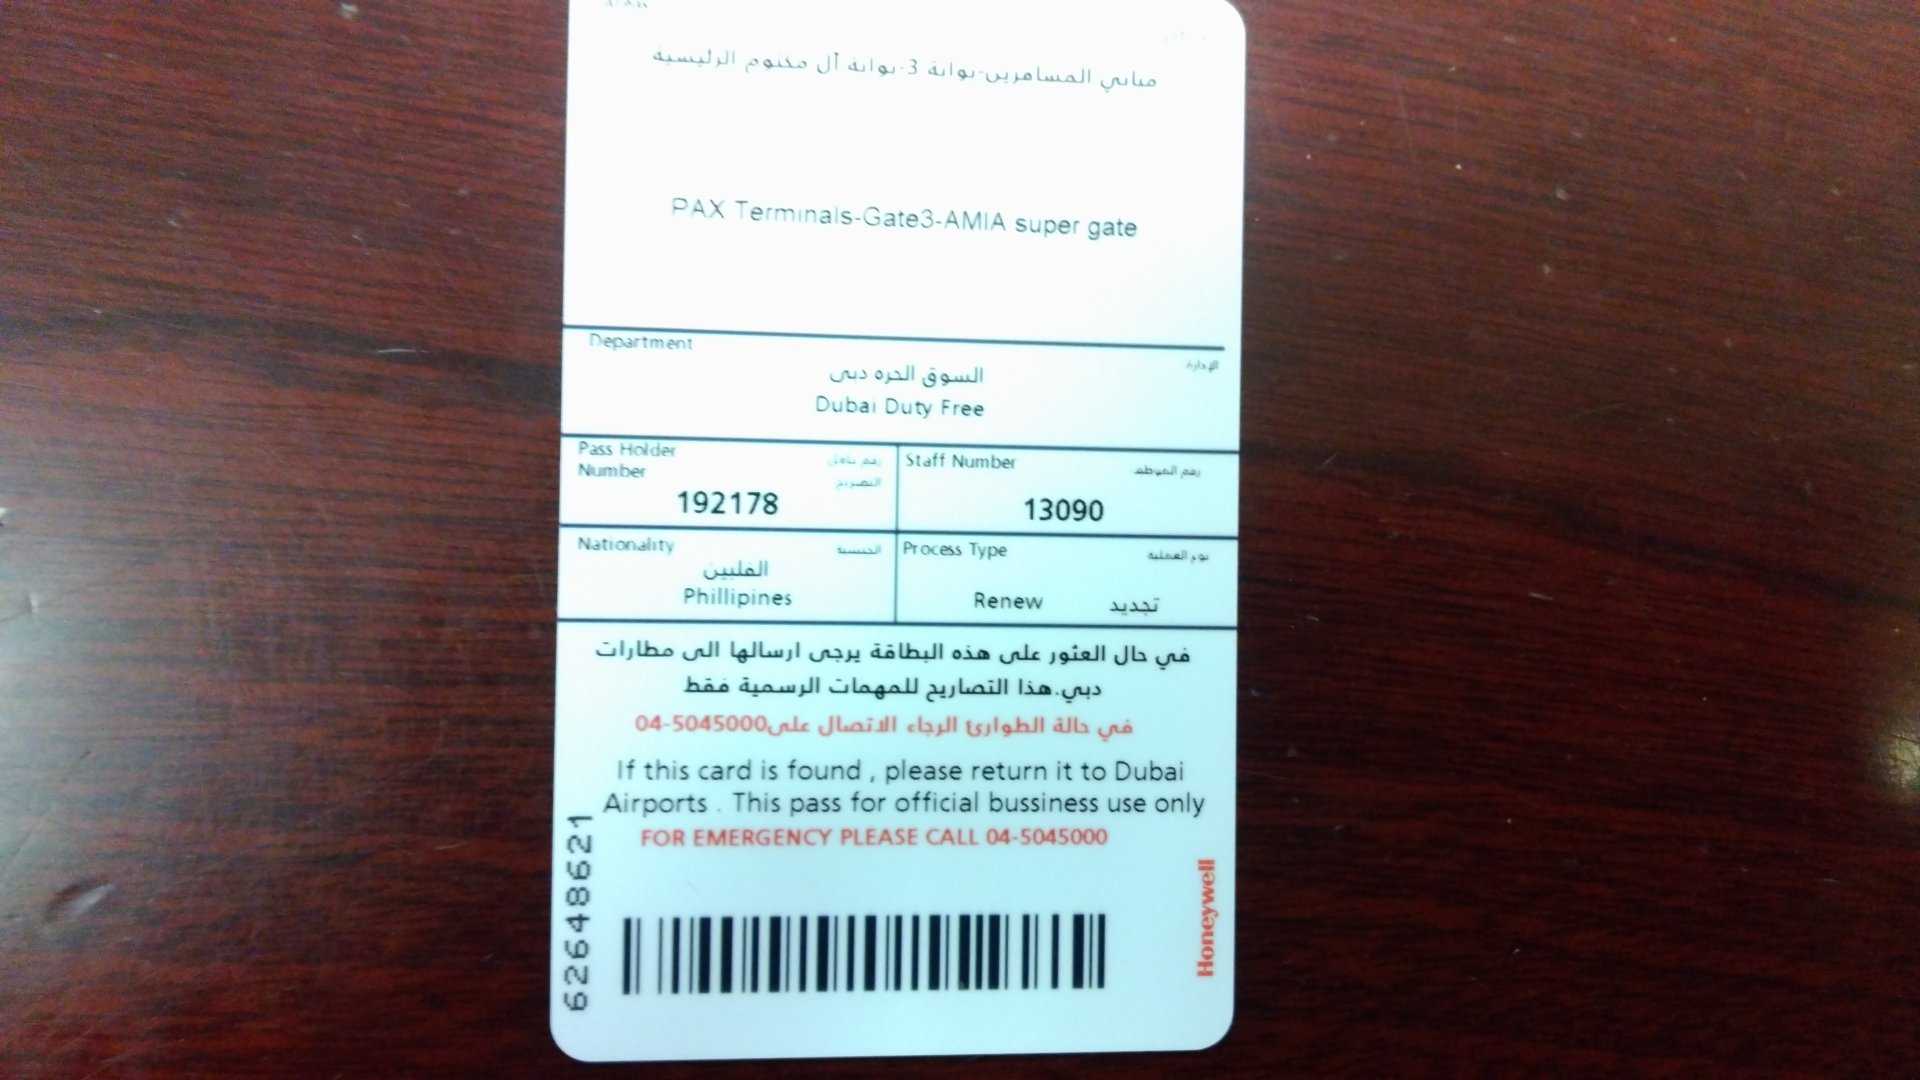 مباني المسافرين-بوابة 3-بوابة آل مكتوم الرئيسية
PAX Terminals-Gate3-AMIA super gate
Department الإدارة
السوق الحره دبى
Dubai Duty Free
Pass Holder Number رقم حامل التصريح
192178
Staff Number رقم الموظف
13090
Nationality الجنسية
الفلبين
Phillipines
Process Type نوع العملية
Renew تجديد
في حال العثور على هذه البطاقة يرجى ارسالها الى مطارات
دبي.هذا التصاريح للمهمات الرسمية فقط
في حالة الطوارئ الرجاء الاتصال على04-5045000
If this card is found , please return it to Dubai
Airports . This pass for official bussiness use only
FOR EMERGENCY PLEASE CALL 04-5045000
62648621
Honeywell